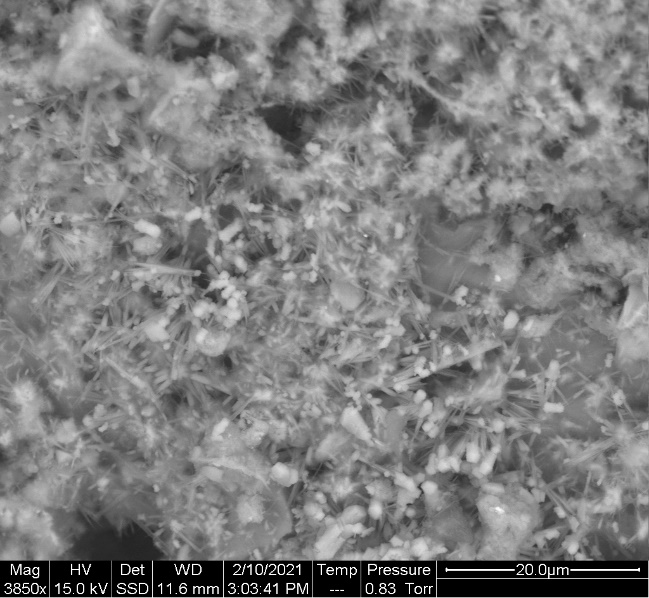 Mag HV Det WD 2/10/2021 Temp Pressure 20.0µm
3850x 15.0 kV SSD 11.6 mm 3:03:41 PM --- 0.83 Torr